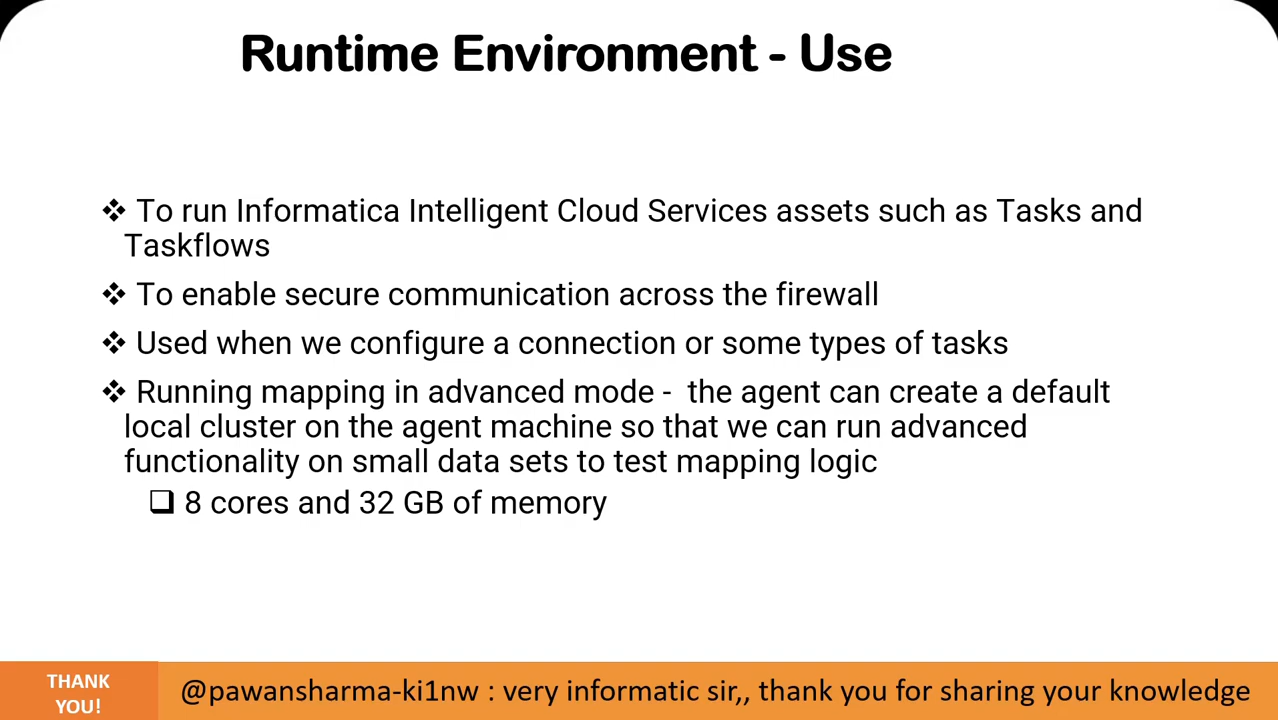 Runtime Environment - Use
❖ To run Informatica Intelligent Cloud Services assets such as Tasks and
Taskflows
❖ To enable secure communication across the firewall
❖ Used when we configure a connection or some types of tasks
❖ Running mapping in advanced mode -  the agent can create a default
local cluster on the agent machine so that we can run advanced
functionality on small data sets to test mapping logic
❑ 8 cores and 32 GB of memory
THANK
YOU!
@pawansharma-ki1nw : very informatic sir,, thank you for sharing your knowledge